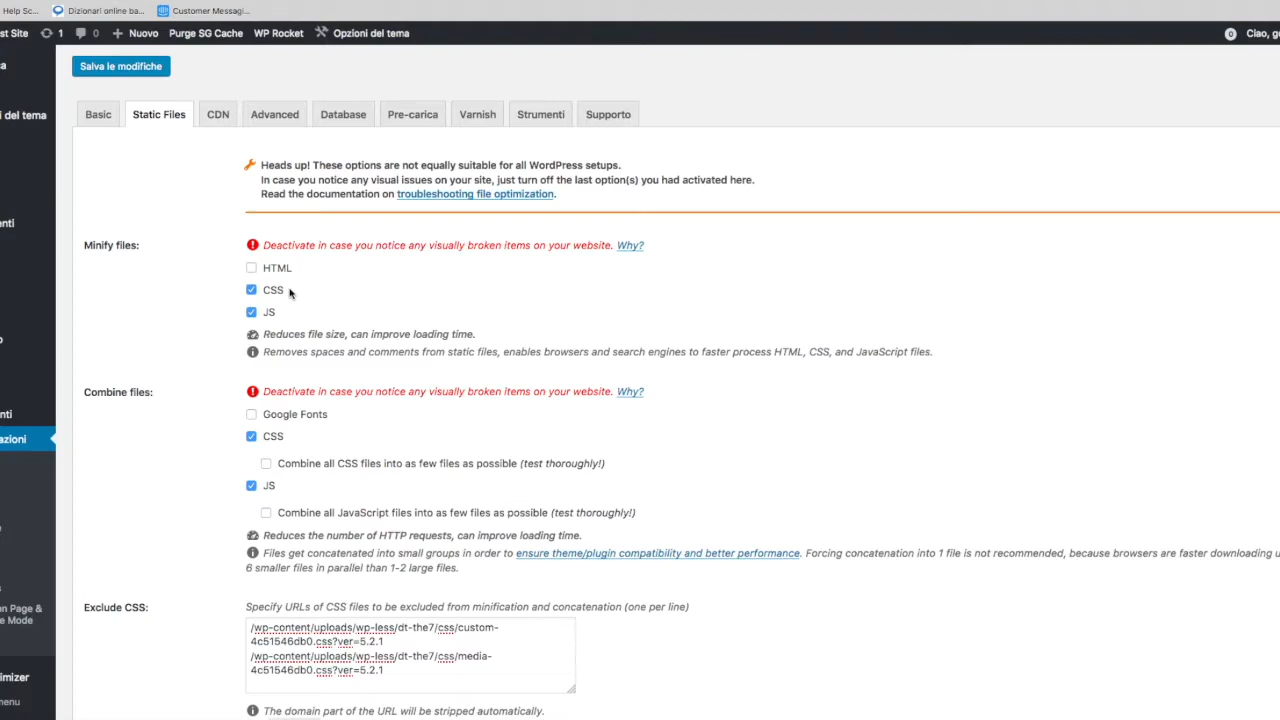 Help Sc... Dizionari online ba... Customer Messagi...
st Site 1 0 + Nuovo Purge SG Cache WP Rocket Opzioni del tema 0 Ciao, g
Salva le modifiche
Basic Static Files CDN Advanced Database Pre-carica Varnish Strumenti Supporto
i del tema
Heads up! These options are not equally suitable for all WordPress setups.
In case you notice any visual issues on your site, just turn off the last option(s) you had activated here.
Read the documentation on troubleshooting file optimization.
Minify files: Deactivate in case you notice any visually broken items on your website. Why?
HTML
CSS
JS
Reduces file size, can improve loading time.
Removes spaces and comments from static files, enables browsers and search engines to faster process HTML, CSS, and JavaScript files.
Combine files: Deactivate in case you notice any visually broken items on your website. Why?
Google Fonts
CSS
Combine all CSS files into as few files as possible (test thoroughly!)
JS
Combine all JavaScript files into as few files as possible (test thoroughly!)
Reduces the number of HTTP requests, can improve loading time.
Files get concatenated into small groups in order to ensure theme/plugin compatibility and better performance. Forcing concatenation into 1 file is not recommended, because browsers are faster downloading u
6 smaller files in parallel than 1-2 large files.
Exclude CSS: Specify URLs of CSS files to be excluded from minification and concatenation (one per line)
/wp-content/uploads/wp-less/dt-the7/css/custom-
4c51546db0.css?ver=5.2.1
/wp-content/uploads/wp-less/dt-the7/css/media-
4c51546db0.css?ver=5.2.1
The domain part of the URL will be stripped automatically.
nti
nti
azioni
on Page &
e Mode
mizer
menu